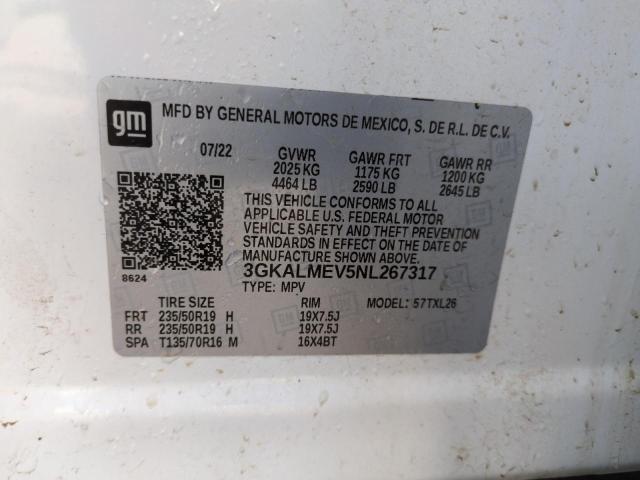 gm
MFD BY GENERAL MOTORS DE MEXICO, S. DE R.L. DE C.V.
07/22 GVWR GAWR FRT GAWR RR
2025 KG 1175 KG 1200 KG
4464 LB 2590 LB 2645 LB
THIS VEHICLE CONFORMS TO ALL
APPLICABLE U.S. FEDERAL MOTOR
VEHICLE SAFETY AND THEFT PREVENTION
STANDARDS IN EFFECT ON THE DATE OF
MANUFACTURE SHOWN ABOVE.
8624 3GKALMEV5NL267317
TYPE: MPV MODEL: 57TXL26
TIRE SIZE RIM
FRT 235/50R19 H 19X7.5J
RR 235/50R19 H 19X7.5J
SPA T135/70R16 M 16X4BT